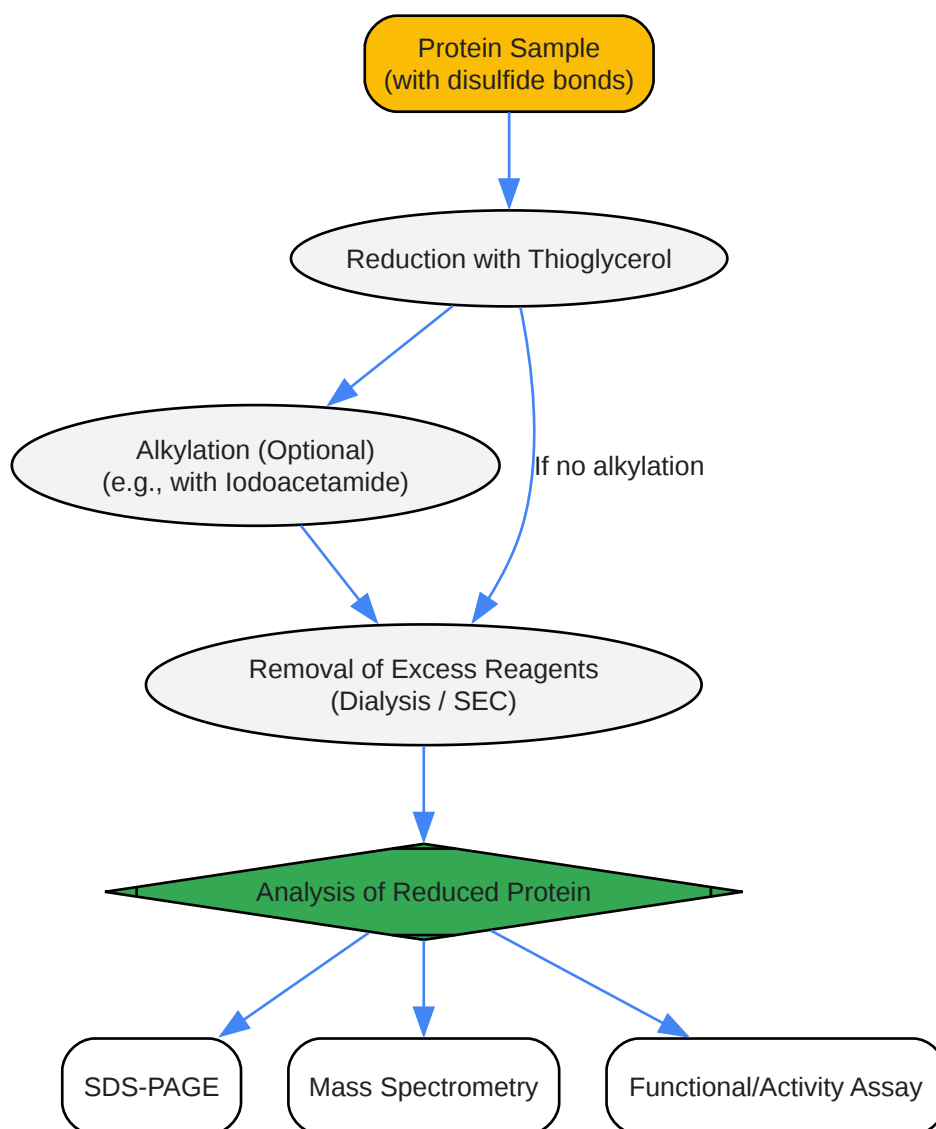 Protein Sample
(with disulfide bonds)
Reduction with Thioglycerol
Alkylation (Optional)
(e.g., with Iodoacetamide)
If no alkylation
Removal of Excess Reagents
(Dialysis / SEC)
Analysis of Reduced Protein
SDS-PAGE
Mass Spectrometry
Functional/Activity Assay